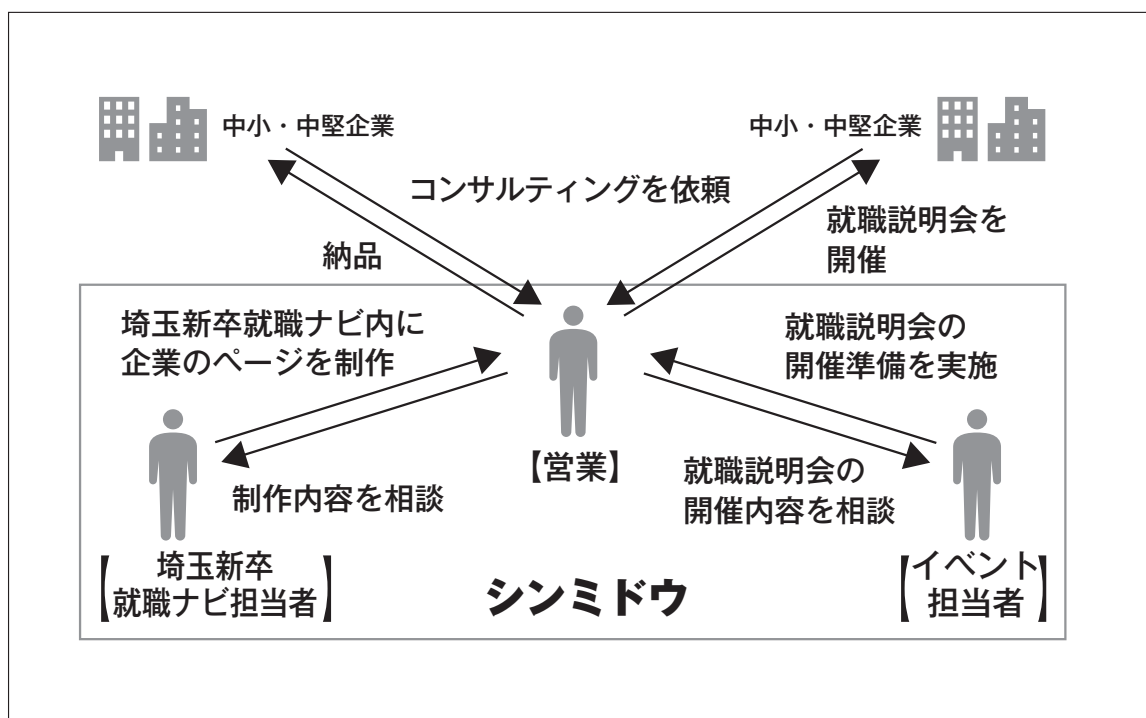 中小・中堅企業
中小・中堅企業
コンサルティングを依頼
納品
就職説明会を
開催
埼玉新卒就職ナビ内に
企業のページを制作
就職説明会の
開催準備を実施
【営業】
制作内容を相談
就職説明会の
開催内容を相談
【埼玉新卒
就職ナビ担当者】
シンミドウ
【イベント
担当者】